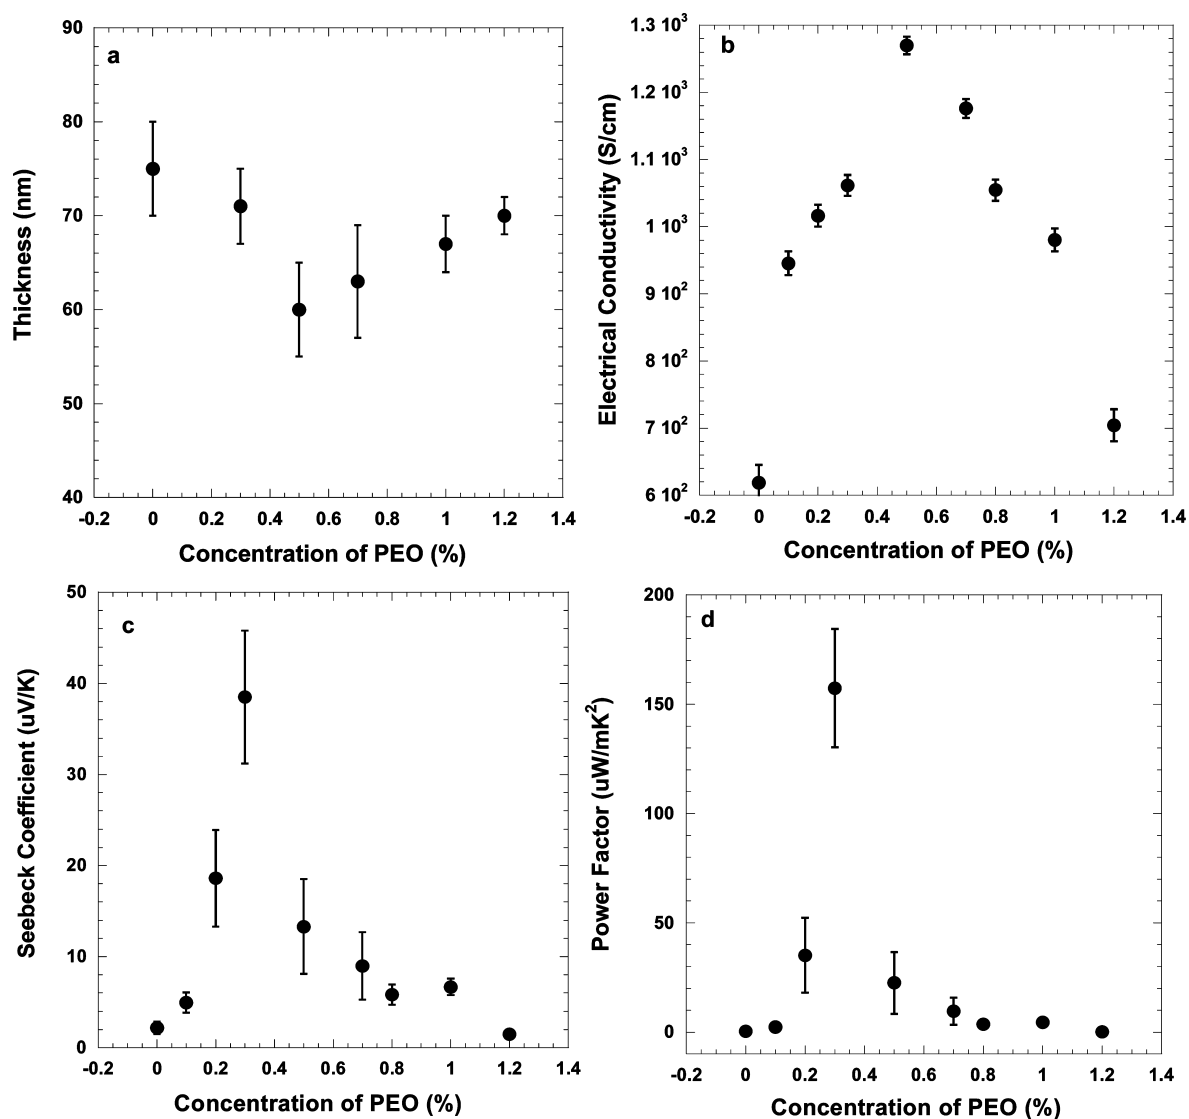 a
Thickness (nm)
90
80
70
60
50
40
-0.2 0 0.2 0.4 0.6 0.8 1 1.2 1.4
Concentration of PEO (%)
b
Electrical Conductivity (S/cm)
1.3 10³
1.2 10³
1.1 10³
1 10³
9 10²
8 10²
7 10²
6 10²
-0.2 0 0.2 0.4 0.6 0.8 1 1.2 1.4
Concentration of PEO (%)
c
Seebeck Coefficient (uV/K)
50
40
30
20
10
0
-0.2 0 0.2 0.4 0.6 0.8 1 1.2 1.4
Concentration of PEO (%)
d
Power Factor (uW/mK²)
200
150
100
50
0
-0.2 0 0.2 0.4 0.6 0.8 1 1.2 1.4
Concentration of PEO (%)